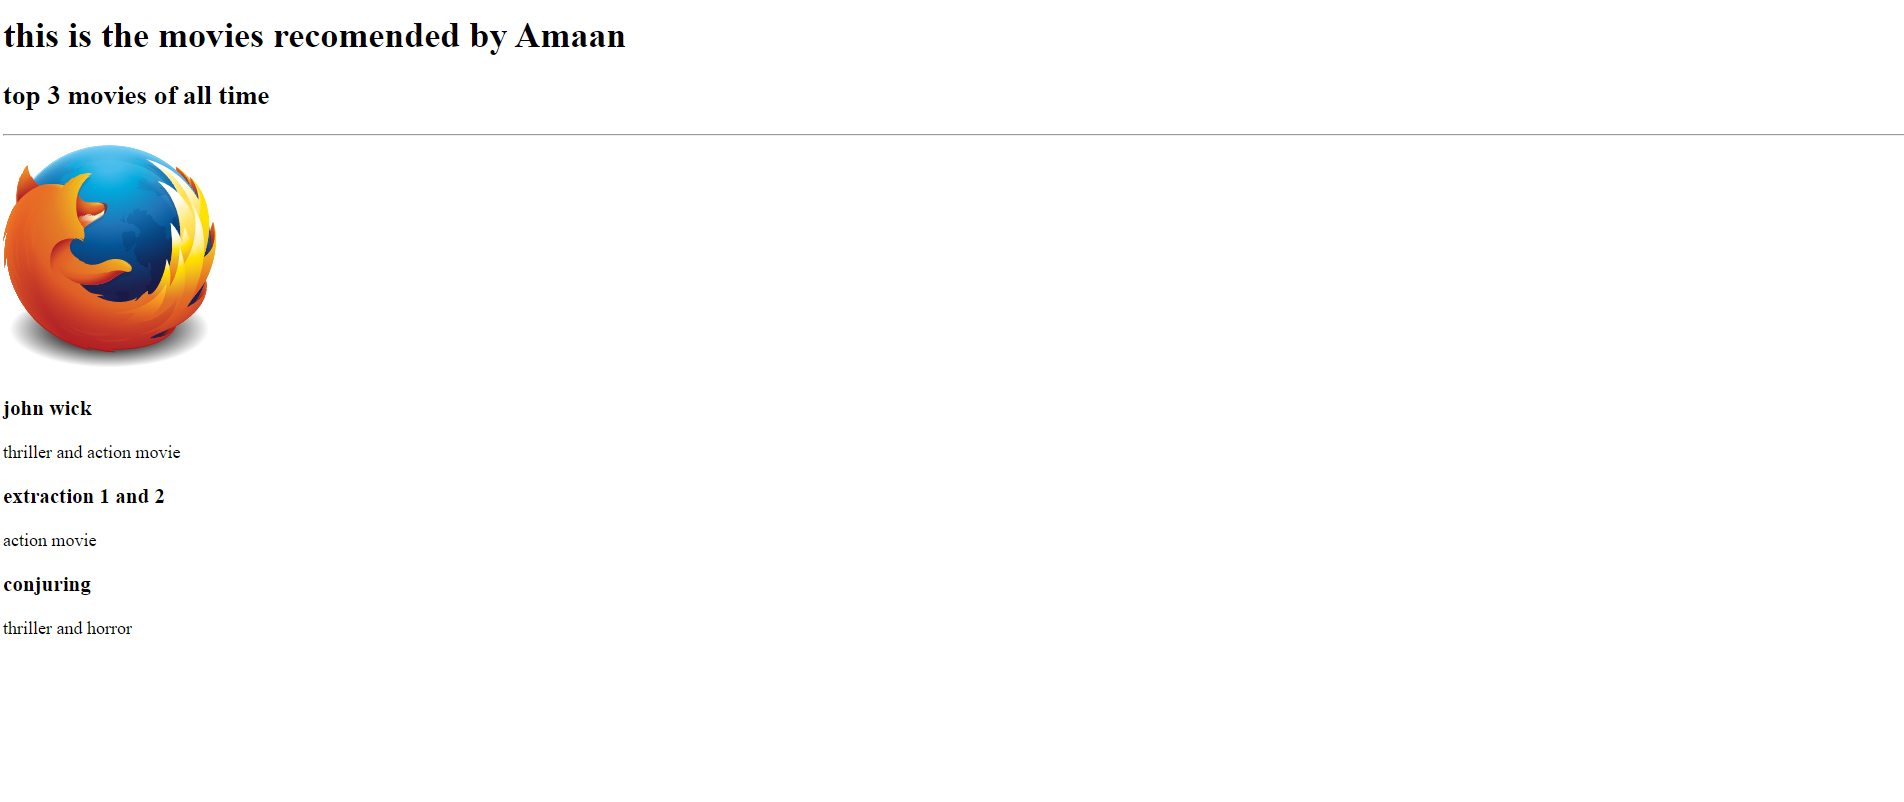 this is the movies recomended by Amaan
top 3 movies of all time
john wick
thriller and action movie
extraction 1 and 2
action movie
conjuring
thriller and horror